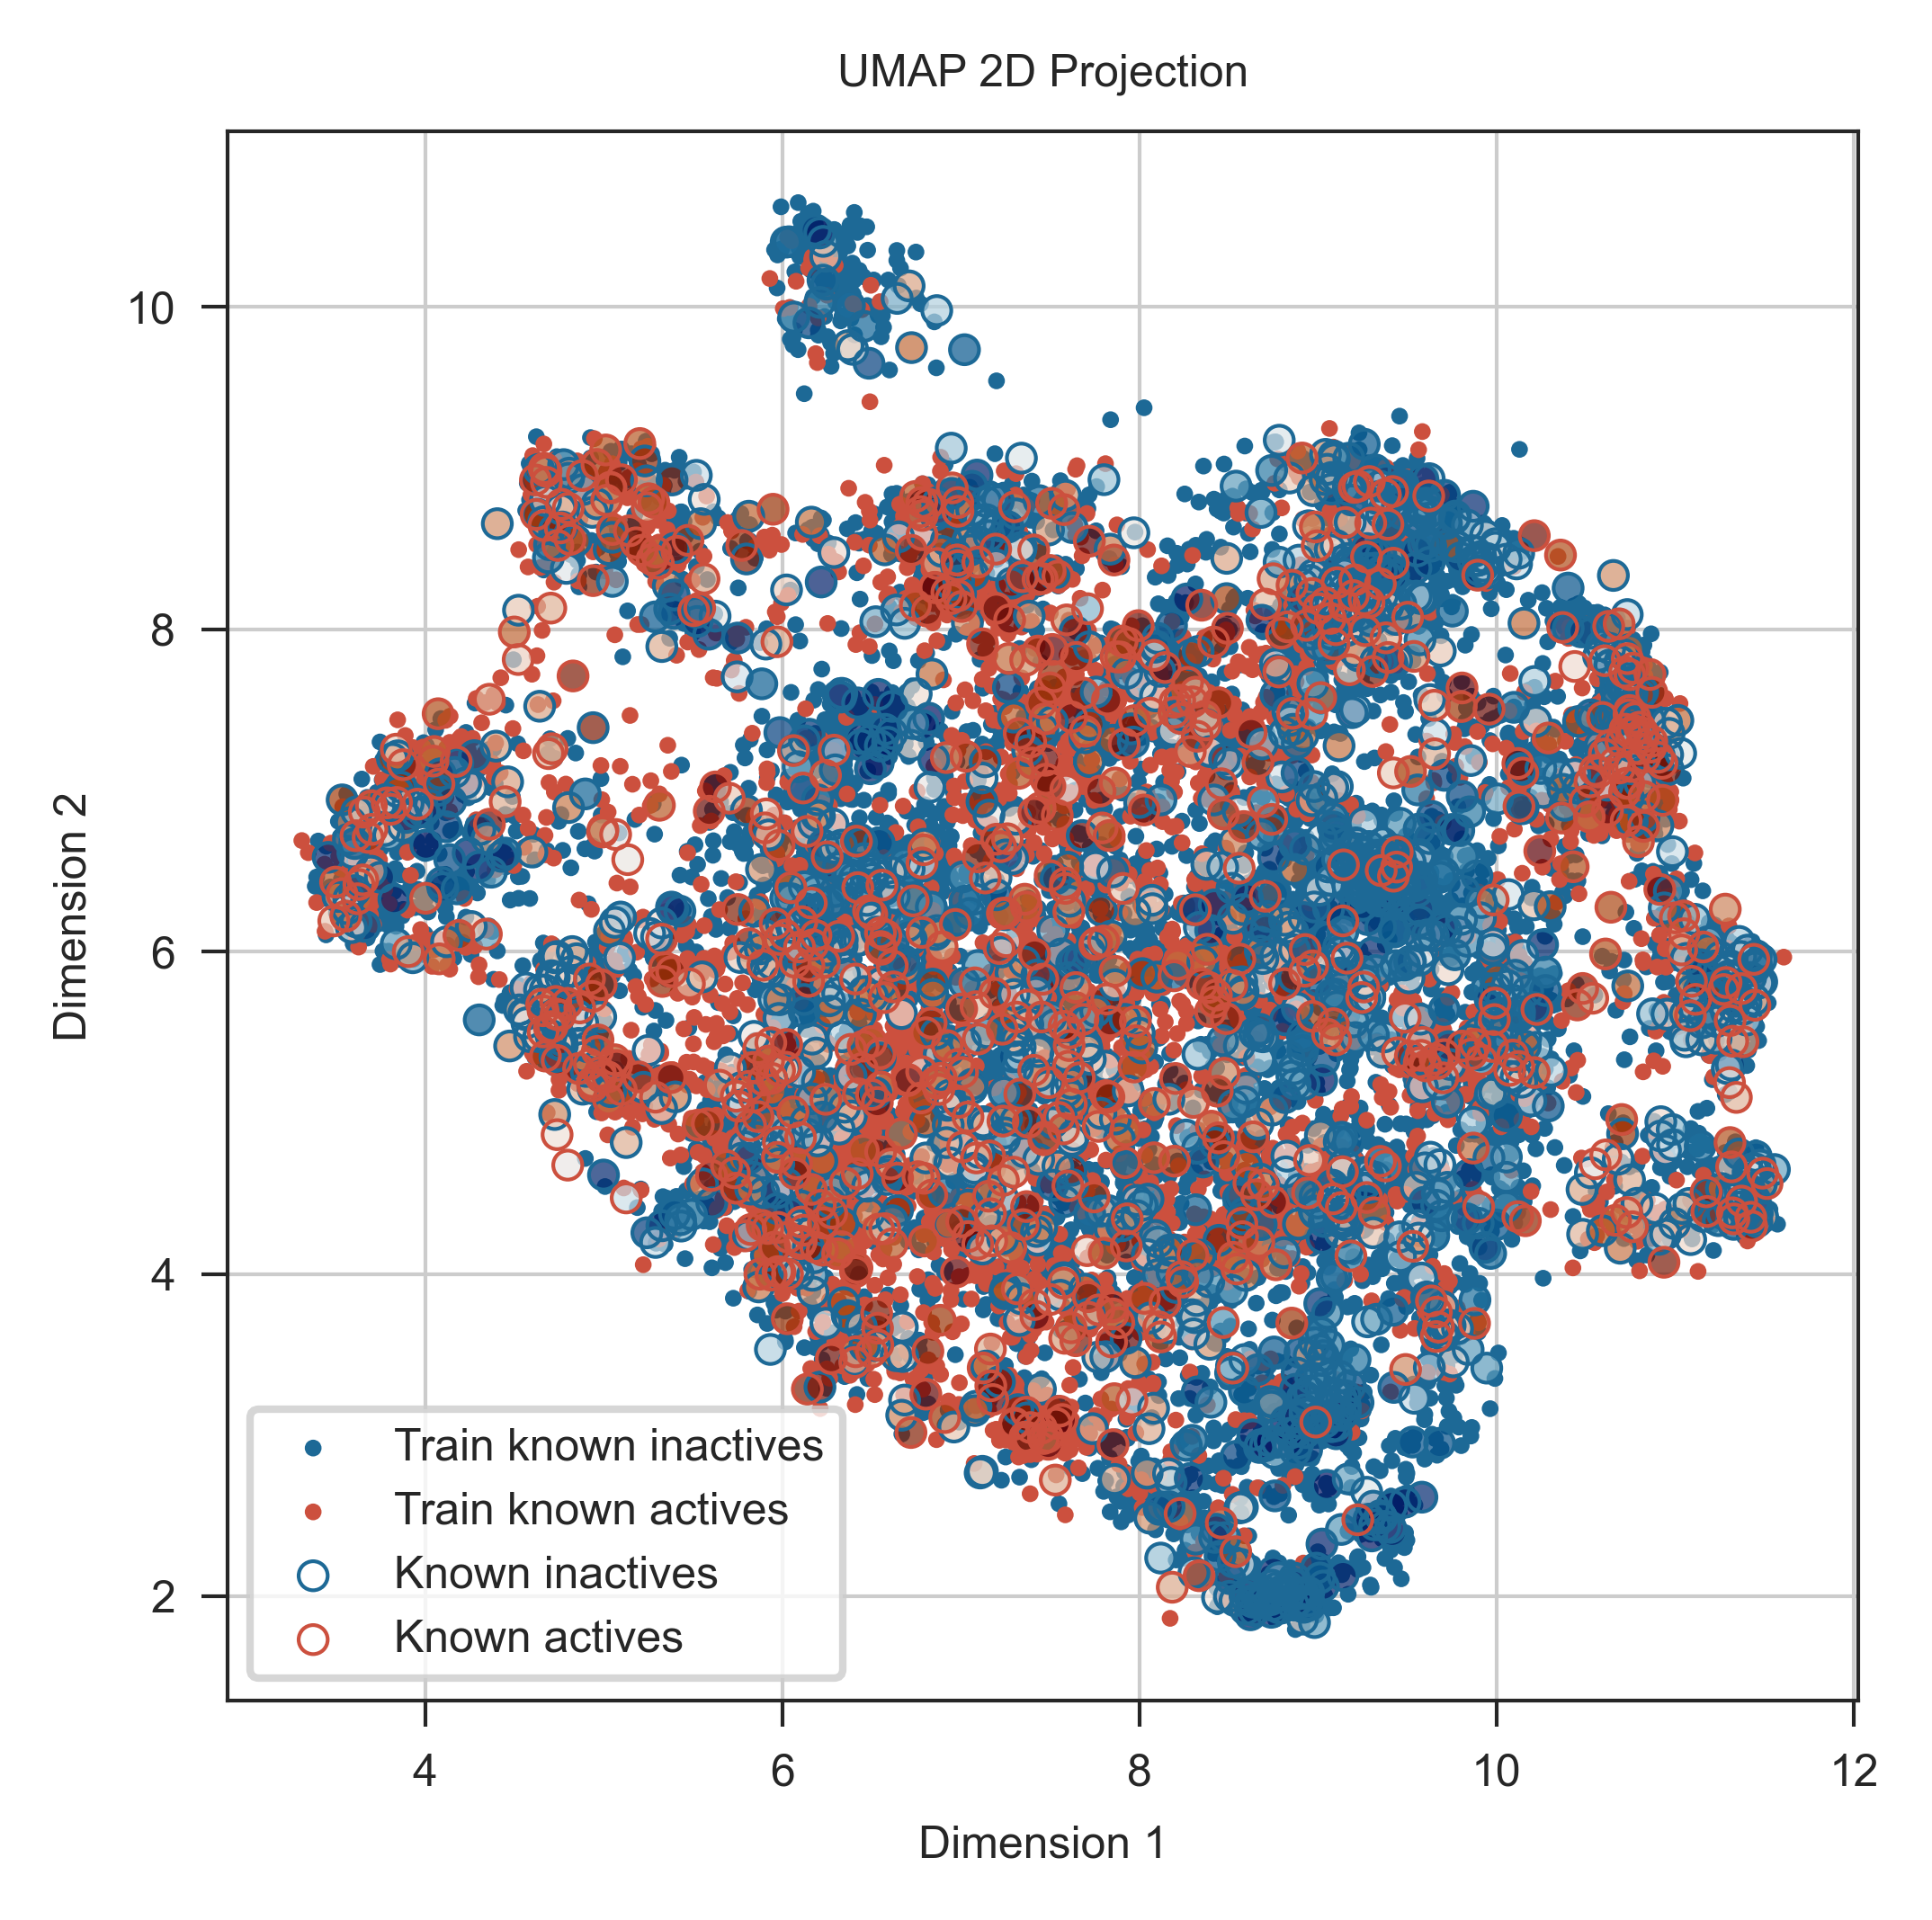 UMAP 2D Projection
10
8
6
4
2
Dimension 2
Train known inactives
Train known actives
Known inactives
Known actives
4
6
8
10
12
Dimension 1